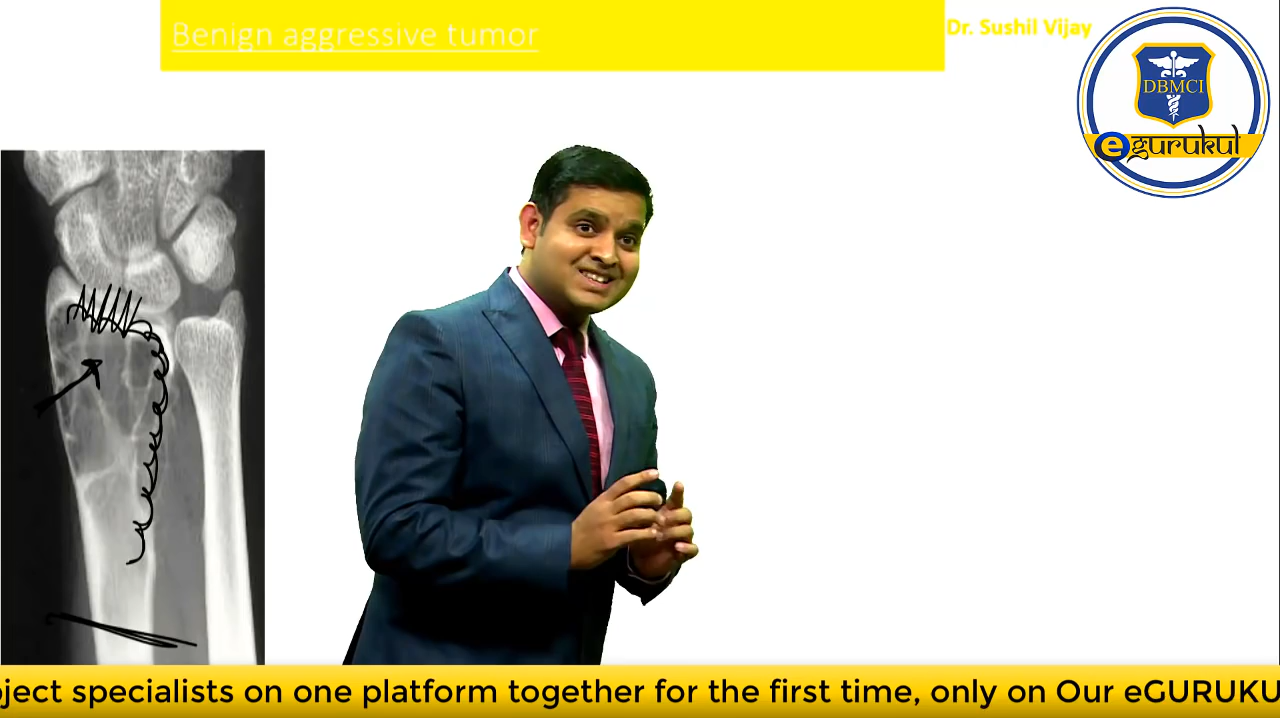 Benign aggressive tumor
Dr. Sushil Vijay
DBMCI
eGURUKUL
ject specialists on one platform together for the first time, only on Our eGURUKU